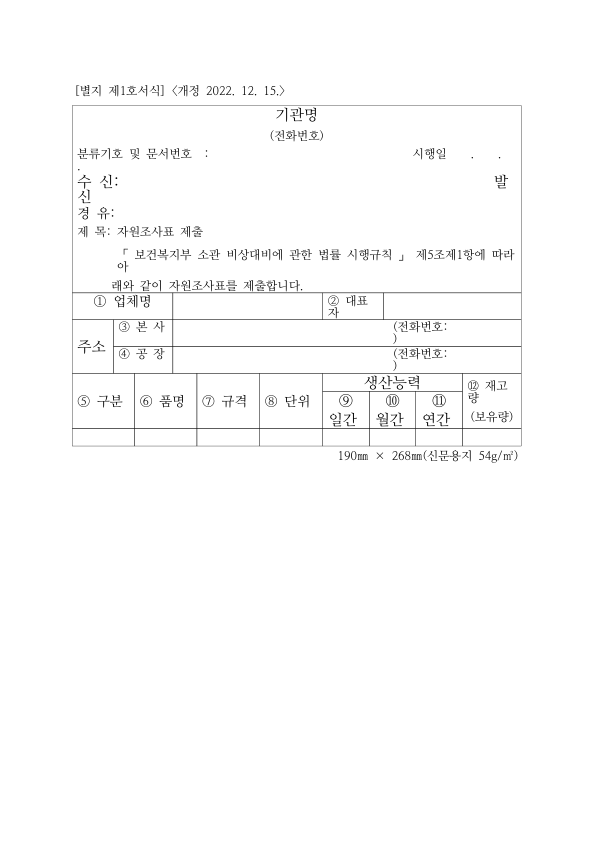 [별지 제1호서식] <개정 2022. 12. 15.>
기관명
(전화번호)
분류기호 및 문서번호 : 시행일 . .
.
수 신: 발
신
경 유:
제 목: 자원조사표 제출
「 보건복지부 소관 비상대비에 관한 법률 시행규칙 」 제5조제1항에 따라
아
래와 같이 자원조사표를 제출합니다.
① 업체명 ② 대표
자
주소 ③ 본 사 (전화번호:
)
④ 공 장 (전화번호:
)
⑤ 구분 ⑥ 품명 ⑦ 규격 ⑧ 단위 생산능력 ⑫ 재고
량
(보유량)
⑨ ⑩ ⑪
일간 월간 연간
190㎜ × 268㎜(신문용지 54g/㎡)